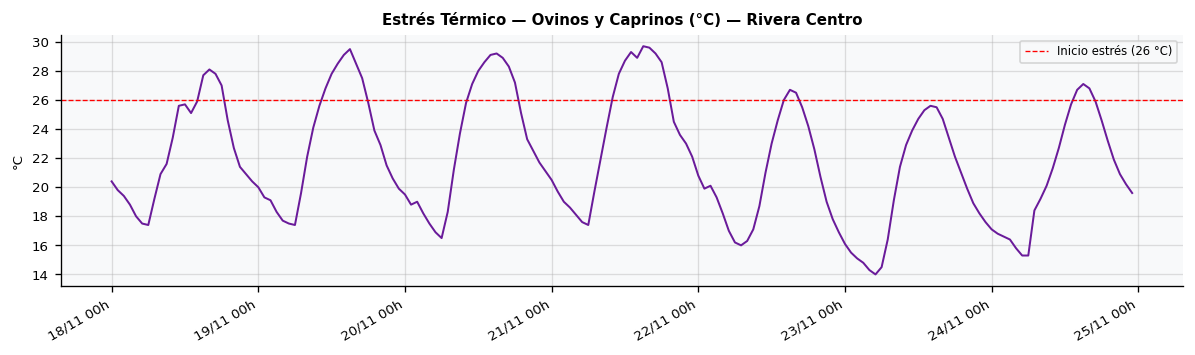 Estrés Térmico — Ovinos y Caprinos (°C) — Rivera Centro
Inicio estrés (26 °C)
°C
30
28
26
24
22
20
18
16
14
18/11 00h
19/11 00h
20/11 00h
21/11 00h
22/11 00h
23/11 00h
24/11 00h
25/11 00h